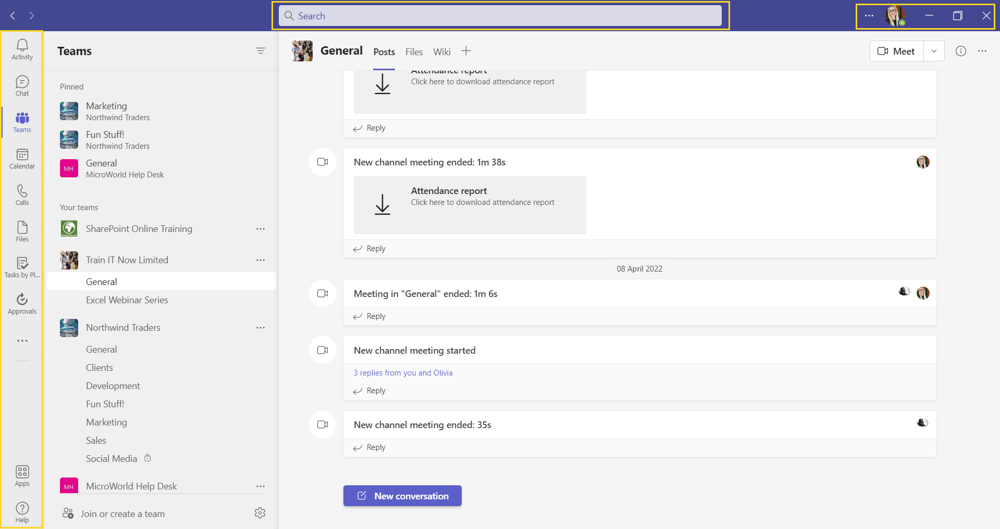 Search
Activity
Chat
Teams
Calendar
Calls
Files
Tasks by Pl...
Approvals
Apps
Help
Teams
Pinned
Marketing
Northwind Traders
Fun Stuff!
Northwind Traders
MH
General
MicroWorld Help Desk
Your teams
SharePoint Online Training
Train IT Now Limited
General
Excel Webinar Series
Northwind Traders
General
Clients
Development
Fun Stuff!
Marketing
Sales
Social Media
MH
MicroWorld Help Desk
Join or create a team
General
Posts
Files
Wiki
Meet
Attendance report
Click here to download attendance report
Reply
New channel meeting ended: 1m 38s
Attendance report
Click here to download attendance report
Reply
08 April 2022
Meeting in "General" ended: 1m 6s
Reply
New channel meeting started
3 replies from you and Olivia
Reply
New channel meeting ended: 35s
Reply
New conversation